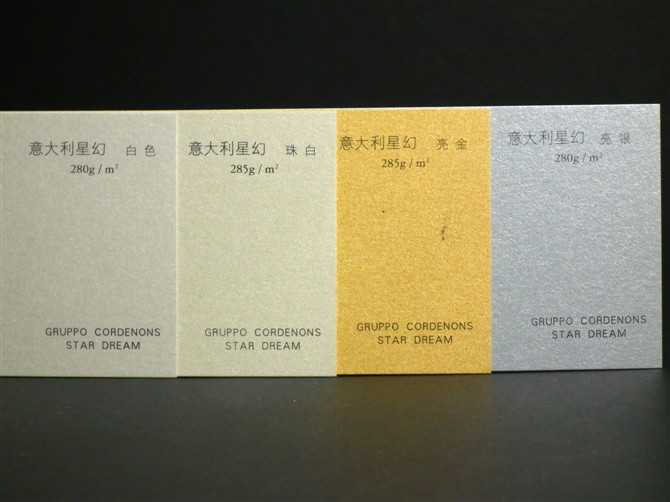 意大利星幻 白色
280g / m²
GRUPPO CORDENONS
STAR DREAM
意大利星幻 珠白
285g / m²
GRUPPO CORDENONS
STAR DREAM
意大利星幻 亮金
285g / m²
GRUPPO CORDENONS
STAR DREAM
意大利星幻 亮银
280g / m²
GRUPPO CORDENONS
STAR DREAM